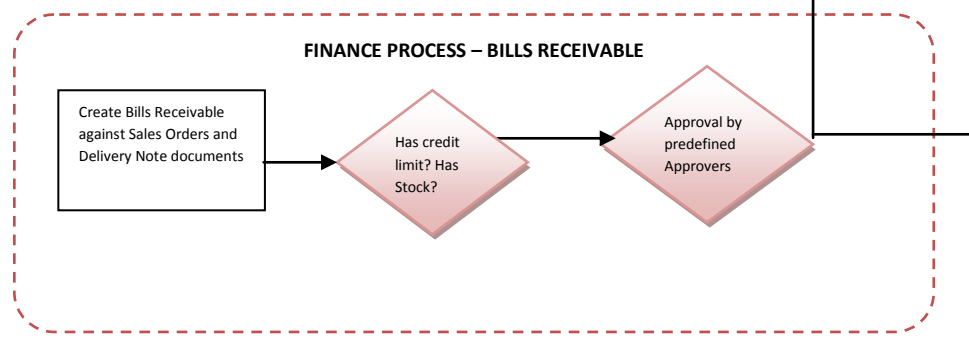 FINANCE PROCESS – BILLS RECEIVABLE
Create Bills Receivable
against Sales Orders and
Delivery Note documents
Has credit
limit? Has
Stock?
Approval by
predefined
Approvers